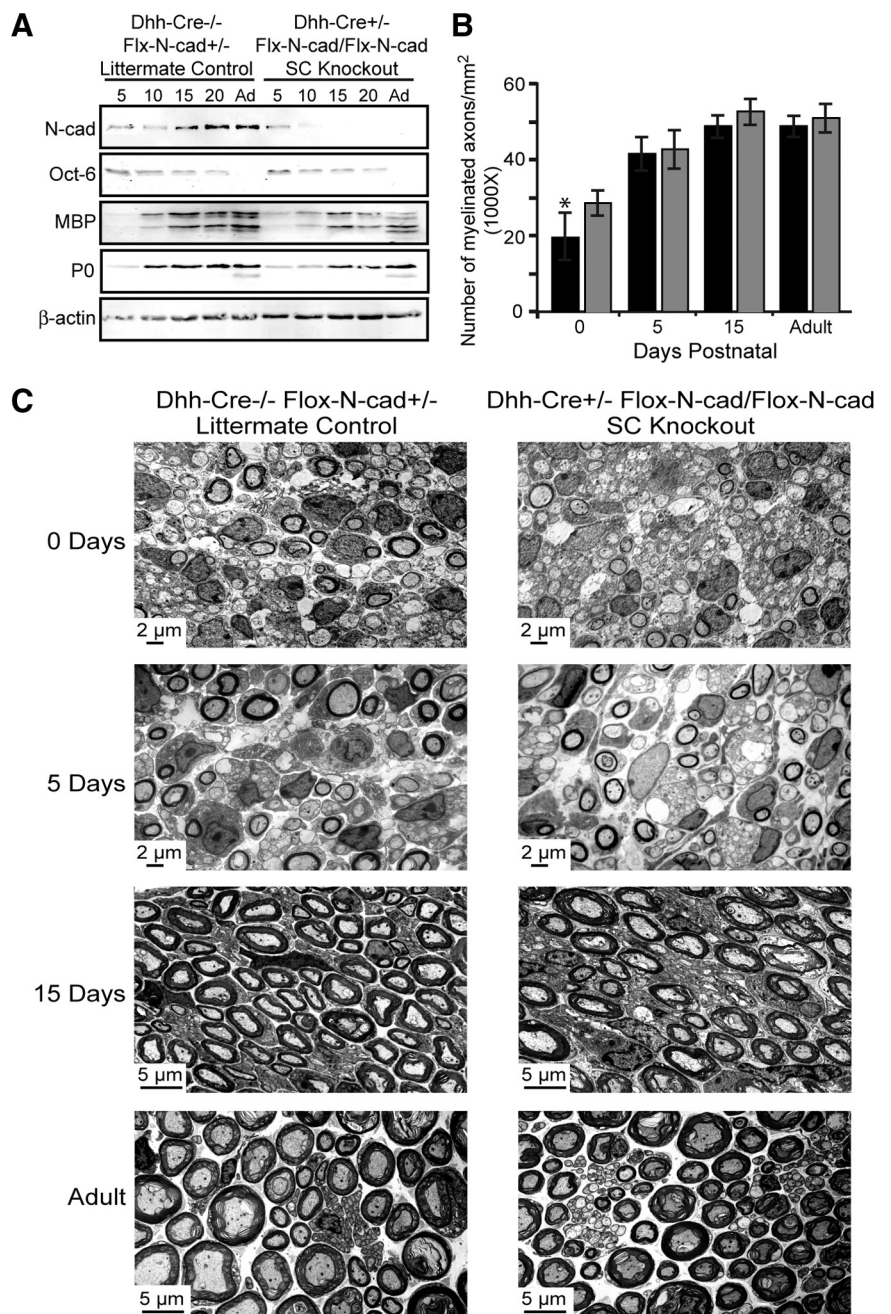 A
Dhh-Cre-/-
Flx-N-cad+/-
Littermate Control
Dhh-Cre+/-
Flx-N-cad/Flx-N-cad
SC Knockout
5 10 15 20 Ad 5 10 15 20 Ad
N-cad
Oct-6
MBP
P0
β-actin
B
Number of myelinated axons/mm2
(1000X)
60
40
20
0
*
0 5 15 Adult
Days Postnatal
C
Dhh-Cre-/- Flox-N-cad+/-
Littermate Control
Dhh-Cre+/- Flox-N-cad/Flox-N-cad
SC Knockout
0 Days
2 µm
2 µm
5 Days
2 µm
2 µm
15 Days
5 µm
5 µm
Adult
5 µm
5 µm